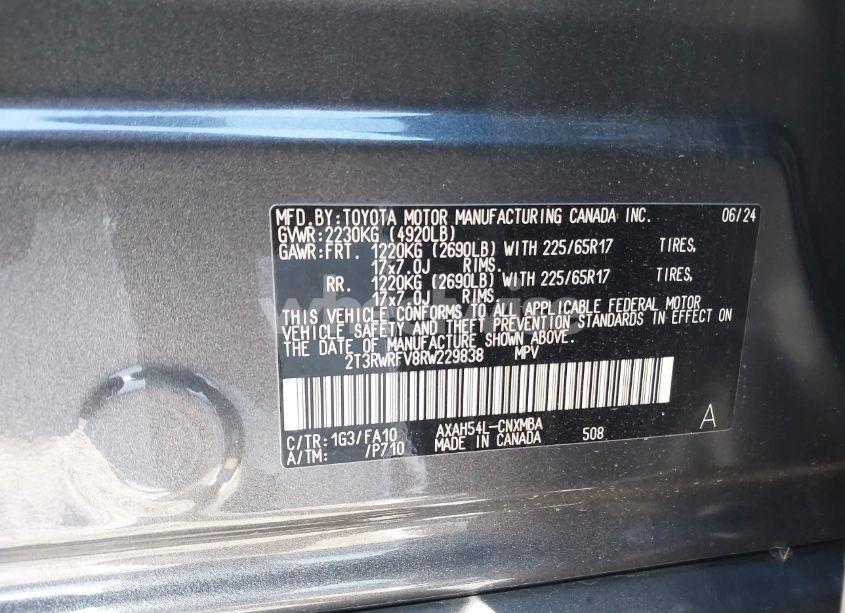 MFD.BY:TOYOTA MOTOR MANUFACTURING CANADA INC. 06/24
GVWR:2230KG (4920LB)
GAWR:FRT. 1220KG (2690LB) WITH 225/65R17 TIRES,
17x7.0J RIMS.
RR. 1220KG (2690LB) WITH 225/65R17 TIRES,
17x7.0J RIMS
THIS VEHICLE CONFORMS TO ALL APPLICABLE FEDERAL MOTOR
VEHICLE SAFETY AND THEFT PREVENTION STANDARDS IN EFFECT ON
THE DATE OF MANUFACTURE SHOWN ABOVE.
2T3RWRFV8RW229838 MPV
C/TR: 1G3/FA10 AXAH54L-CNXMBA 508 A
A/TM: /P710 MADE IN CANADA